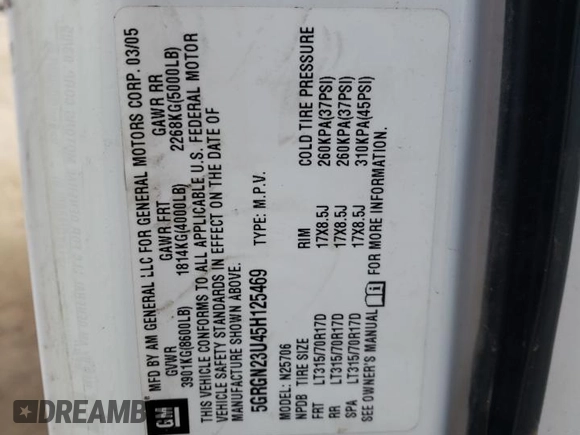 GM
MFD BY AM GENERAL LLC FOR GENERAL MOTORS CORP. 03/05
GVWR GAWR FRT GAWR RR
3901KG(8600LB) 1814KG(4000LB) 2268KG(5000LB)
THIS VEHICLE CONFORMS TO ALL APPLICABLE U.S. FEDERAL MOTOR
VEHICLE SAFETY STANDARDS IN EFFECT ON THE DATE OF
MANUFACTURE SHOWN ABOVE.
5GRGN23U45H125469 TYPE: M.P.V.
MODEL: N25706
NPDB TIRE SIZE RIM COLD TIRE PRESSURE
FRT LT315/70R17D 17X8.5J 260KPA(37PSI)
RR LT315/70R17D 17X8.5J 260KPA(37PSI)
SPA LT315/70R17D 17X8.5J 310KPA(45PSI)
SEE OWNER'S MANUAL FOR MORE INFORMATION.
DEALERSHIP
.CC